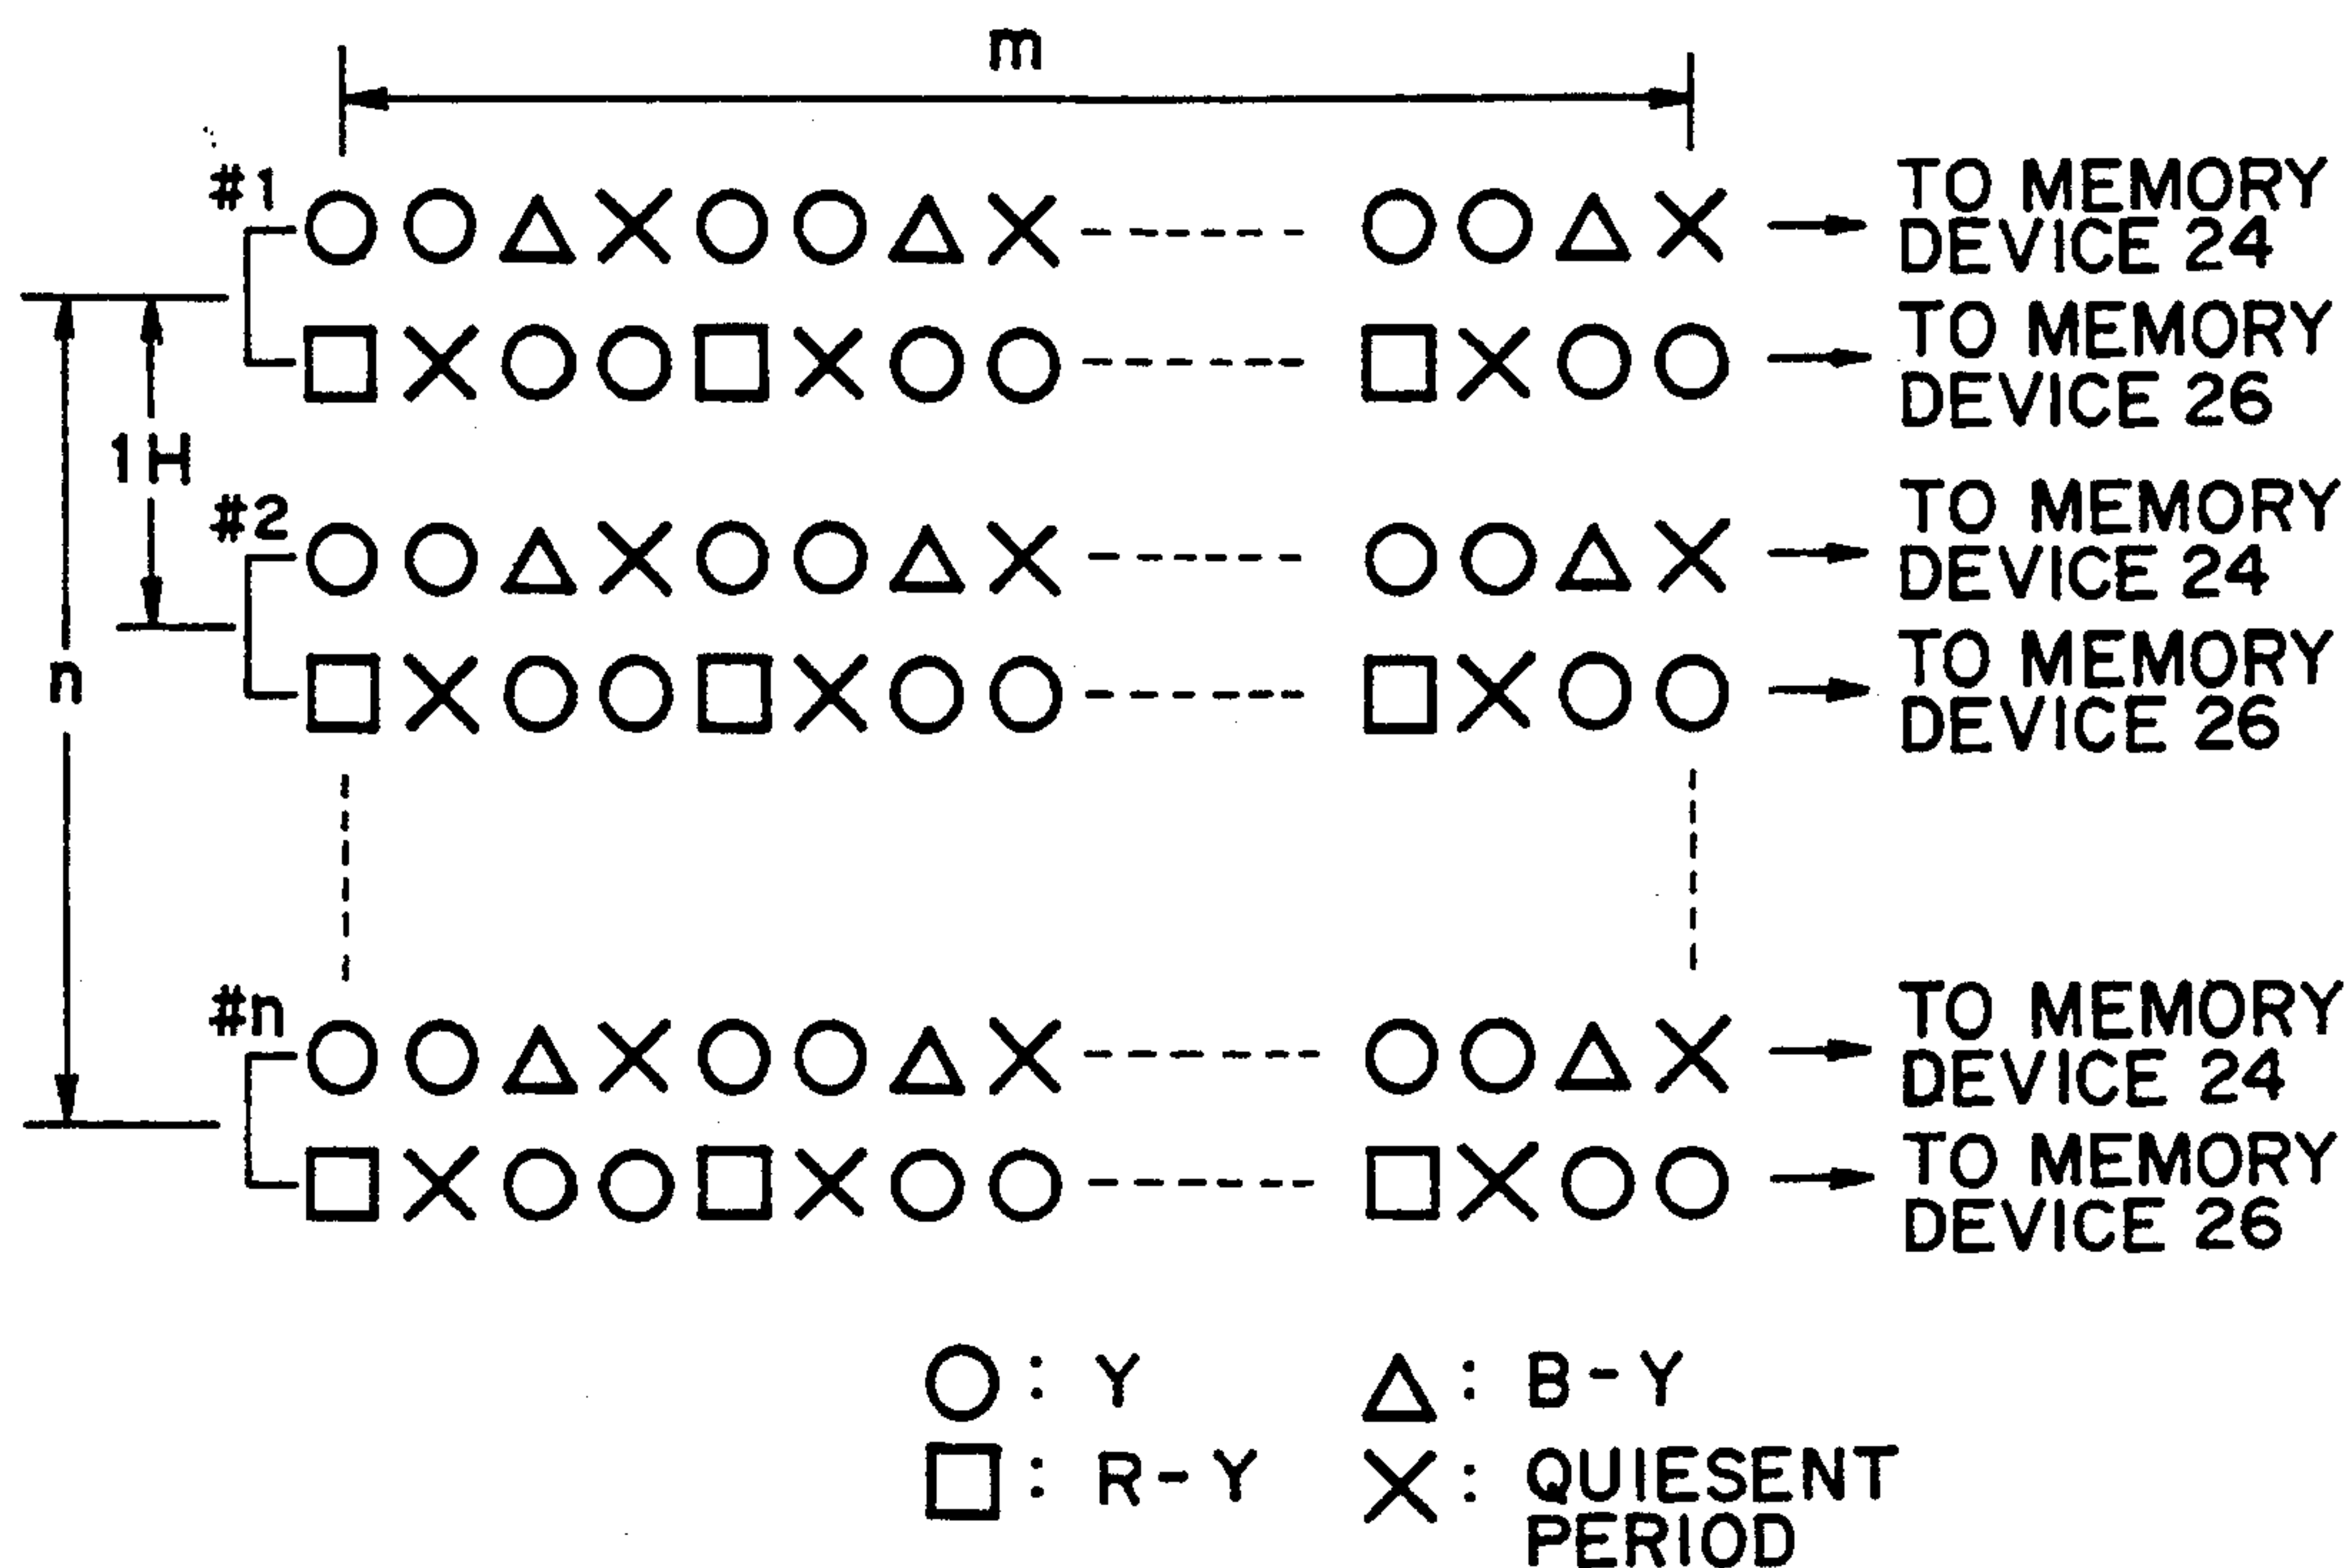 m
#1
TO MEMORY
DEVICE 24
TO MEMORY
DEVICE 26
1H
#2
TO MEMORY
DEVICE 24
n
TO MEMORY
DEVICE 26
#n
TO MEMORY
DEVICE 24
TO MEMORY
DEVICE 26
: Y
: B-Y
: R-Y
: QUIESENT
PERIOD